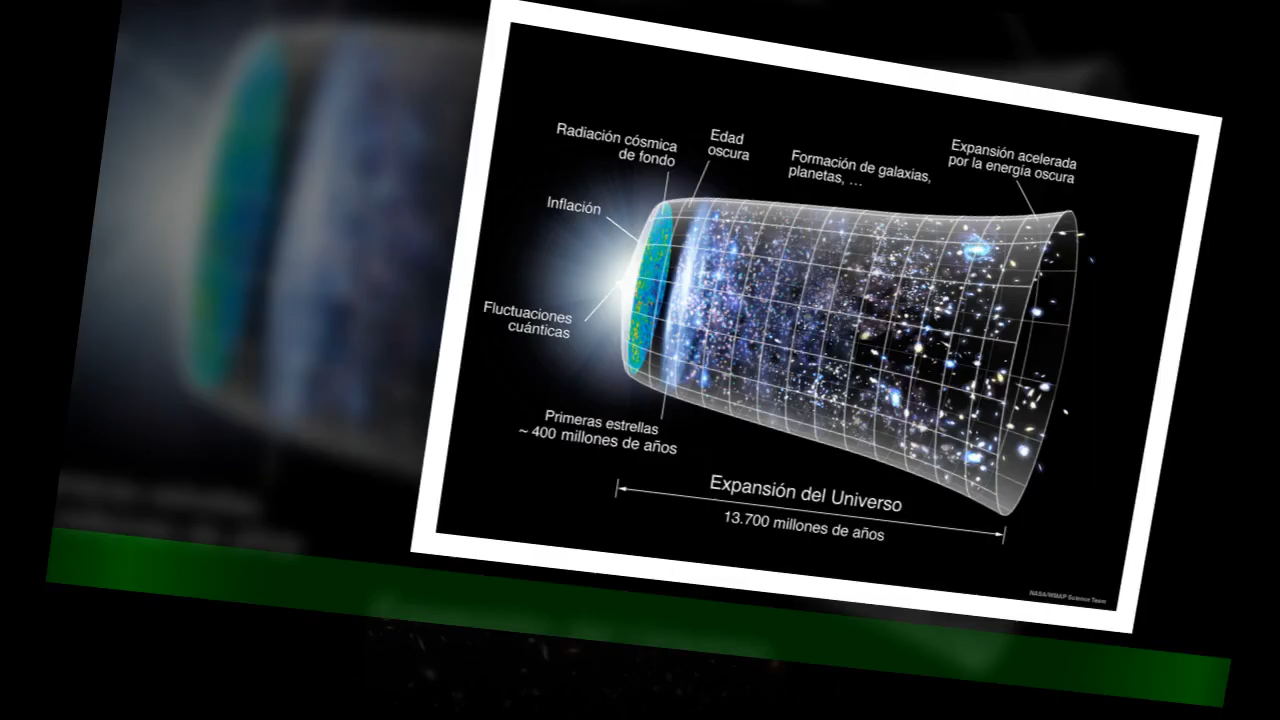 Radiación cósmica
de fondo
Edad
oscura
Formación de galaxias,
planetas, …
Expansión acelerada
por la energía oscura
Inflación
Fluctuaciones
cuánticas
Primeras estrellas
~ 400 millones de años
Expansión del Universo
13.700 millones de años
NASA/WMAP Science Team